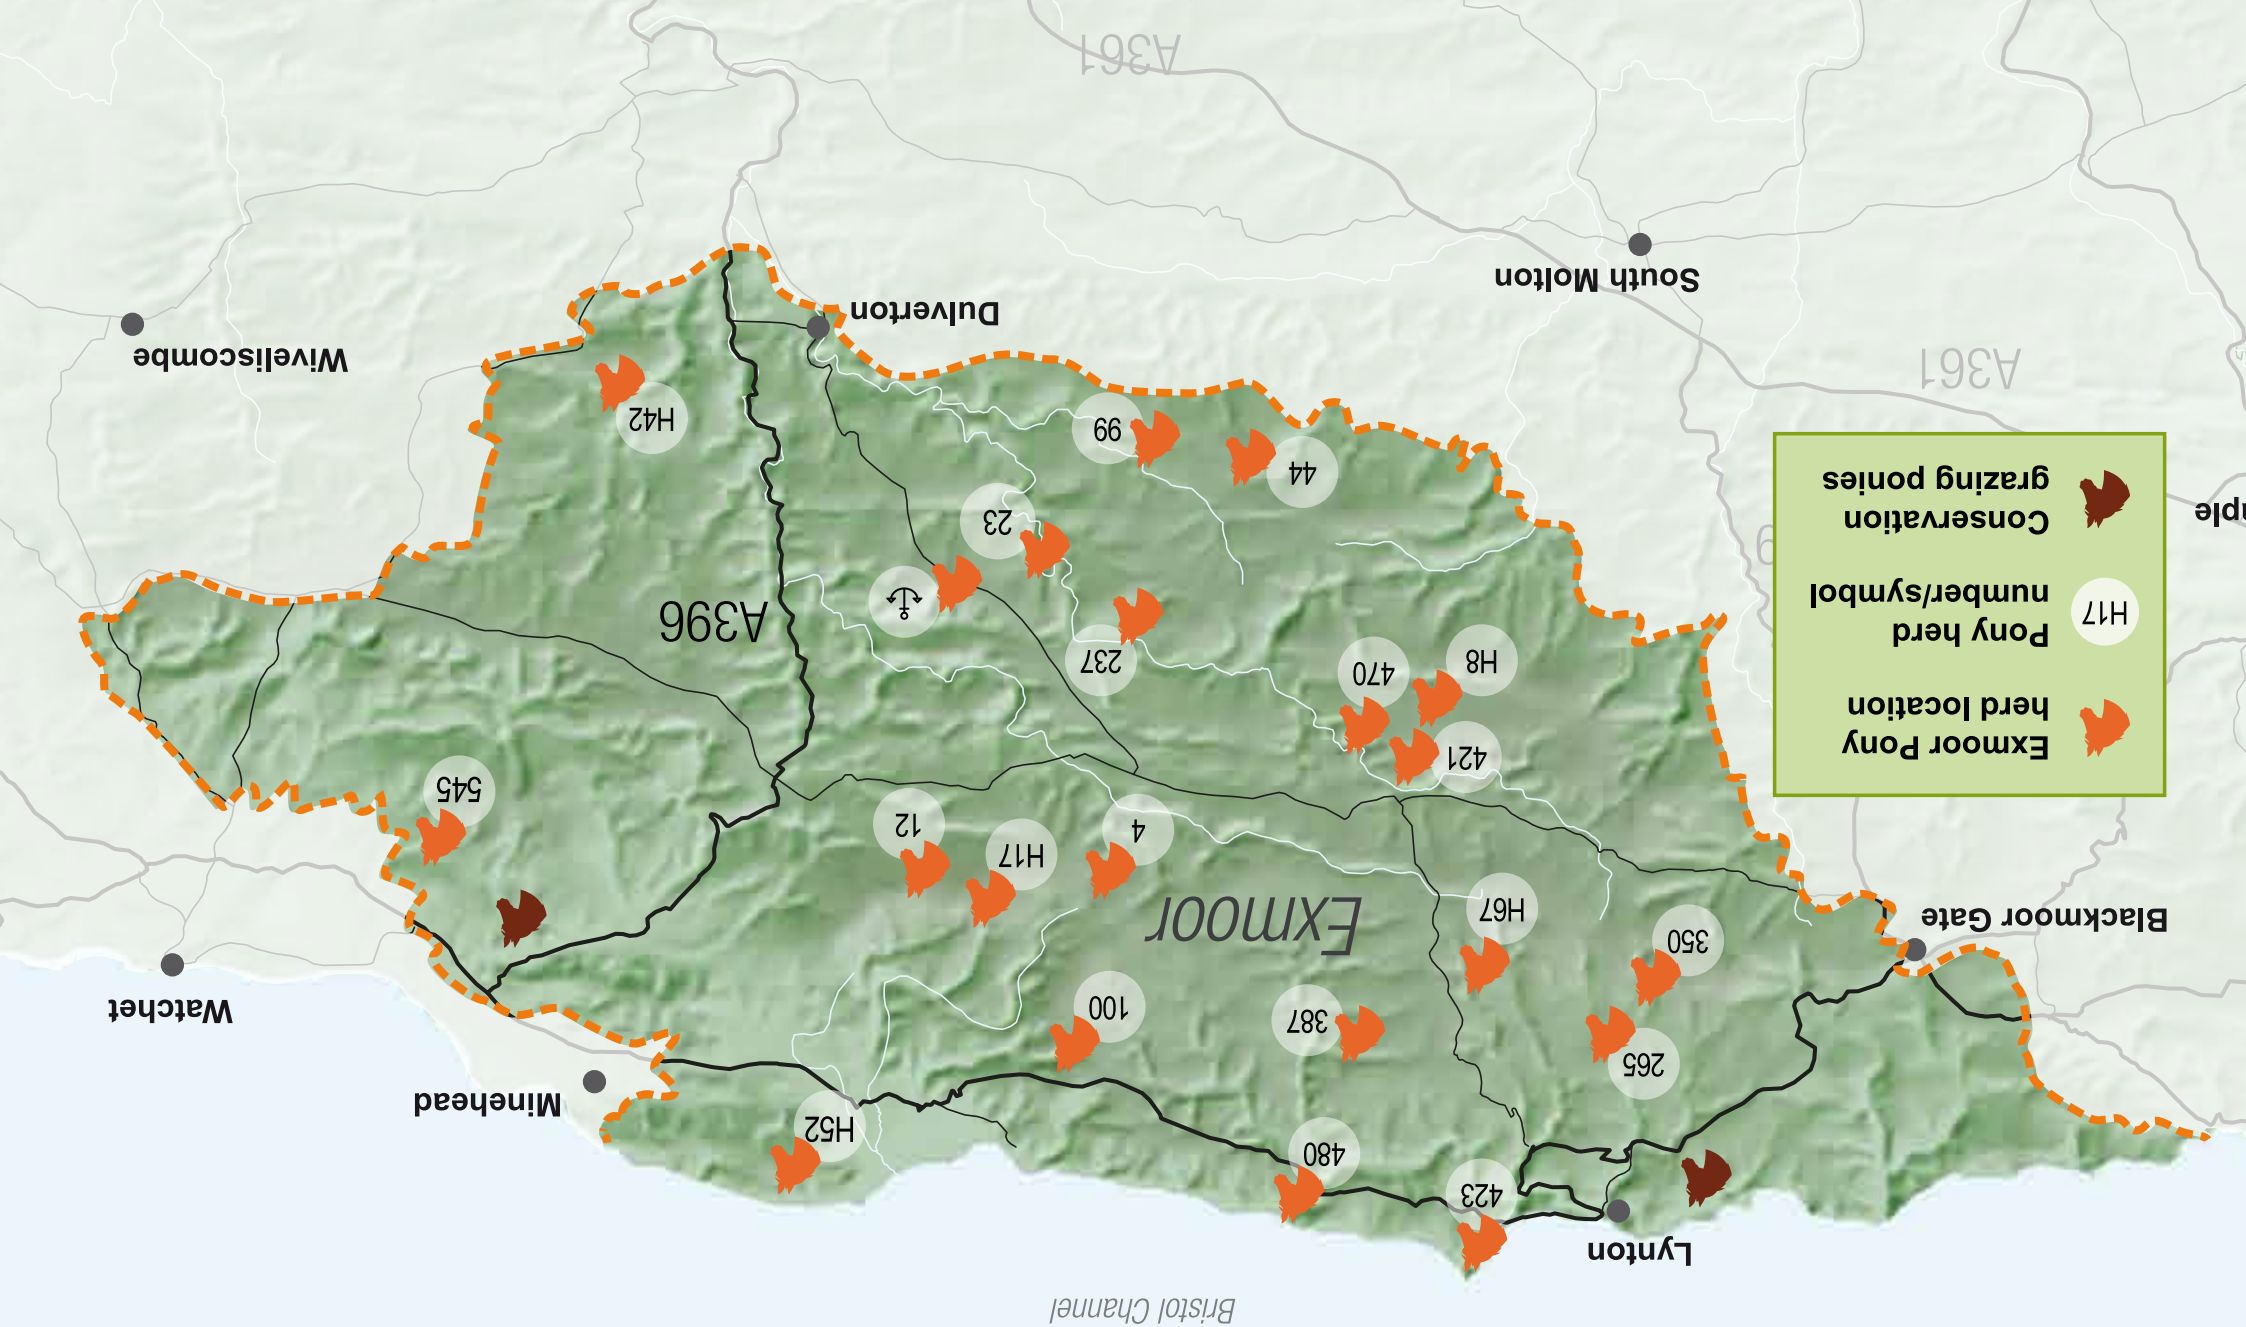 Bristol Channel
Lynton
423
480
H52
Minehead
265
387
100
Watchet
350
Blackmoor Gate
H67
Exmoor
H17
4
12
545
Exmoor Pony
herd location
H17
Pony herd
number/symbol
Conservation
grazing ponies
421
H8
470
237
A396
23
44
66
H42
A361
Wiveliscombe
Dulverton
South Molton
A361